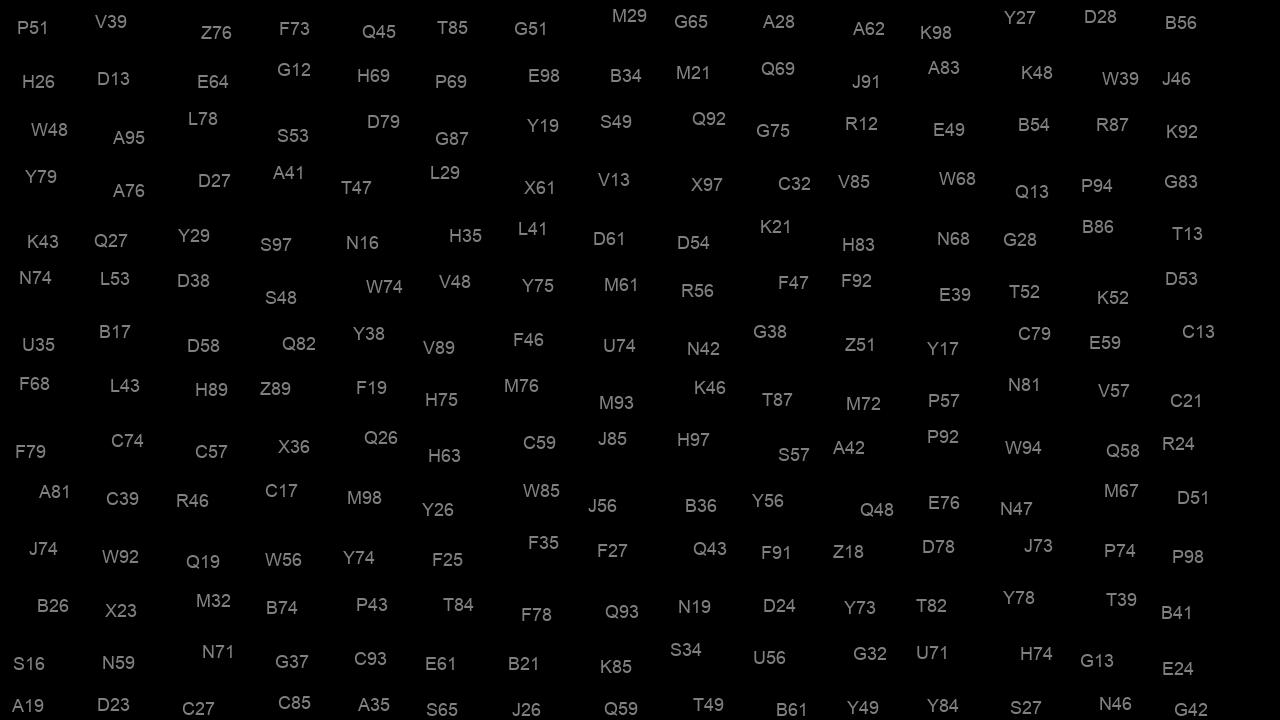 P51 V39 Z76 F73 Q45 T85 G51 M29 G65 A28 A62 K98 Y27 D28 B56
H26 D13 E64 G12 H69 P69 E98 B34 M21 Q69 J91 A83 K48 W39 J46
W48 A95 L78 S53 D79 G87 Y19 S49 Q92 G75 R12 E49 B54 R87 K92
Y79 A76 D27 A41 T47 L29 X61 V13 X97 C32 V85 W68 Q13 P94 G83
K43 Q27 Y29 S97 N16 H35 L41 D61 D54 K21 H83 N68 G28 B86 T13
N74 L53 D38 S48 W74 V48 Y75 M61 R56 F47 F92 E39 T52 K52 D53
U35 B17 D58 Q82 Y38 V89 F46 U74 N42 G38 Z51 Y17 C79 E59 C13
F68 L43 H89 Z89 F19 H75 M76 M93 K46 T87 M72 P57 N81 V57 C21
F79 C74 C57 X36 Q26 H63 C59 J85 H97 S57 A42 P92 W94 Q58 R24
A81 C39 R46 C17 M98 Y26 W85 J56 B36 Y56 Q48 E76 N47 M67 D51
J74 W92 Q19 W56 Y74 F25 F35 F27 Q43 F91 Z18 D78 J73 P74 P98
B26 X23 M32 B74 P43 T84 F78 Q93 N19 D24 Y73 T82 Y78 T39 B41
S16 N59 N71 G37 C93 E61 B21 K85 S34 U56 G32 U71 H74 G13 E24
A19 D23 C27 C85 A35 S65 J26 Q59 T49 B61 Y49 Y84 S27 N46 G42